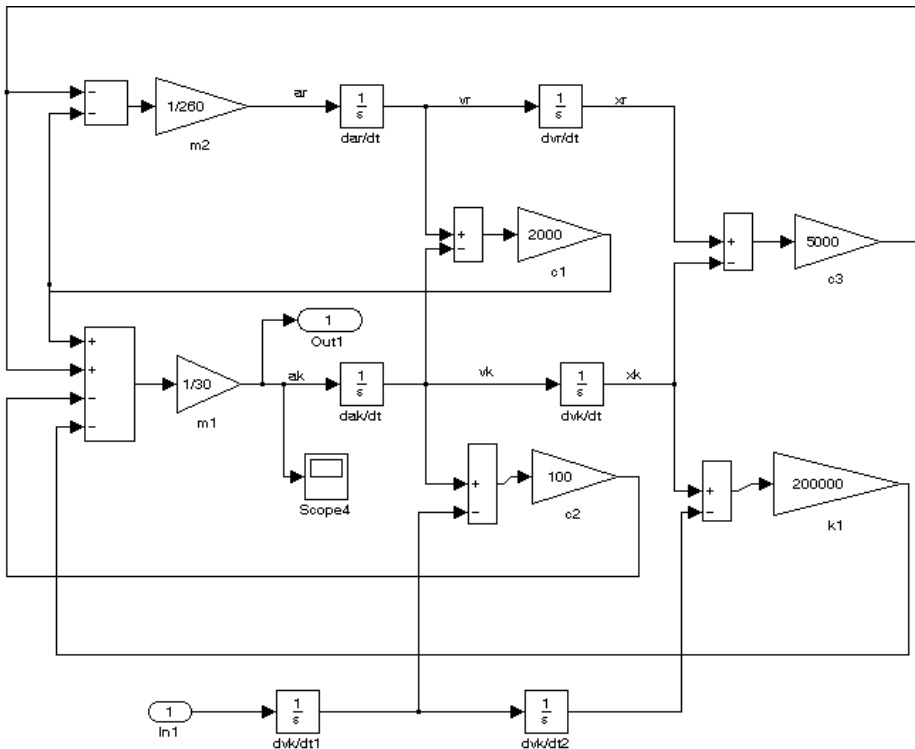 ar
vr
xr
−
−
1/260
1
s
1
s
m2
dar/dt
dvr/dt
+
−
2000
c1
+
−
5000
c3
+
+
−
−
1/30
m1
1
Out1
ak
1
s
dak/dt
vk
1
s
dvk/dt
xk
Scope4
+
−
100
c2
+
−
200000
k1
1
In1
1
s
dvk/dt1
1
s
dvk/dt2